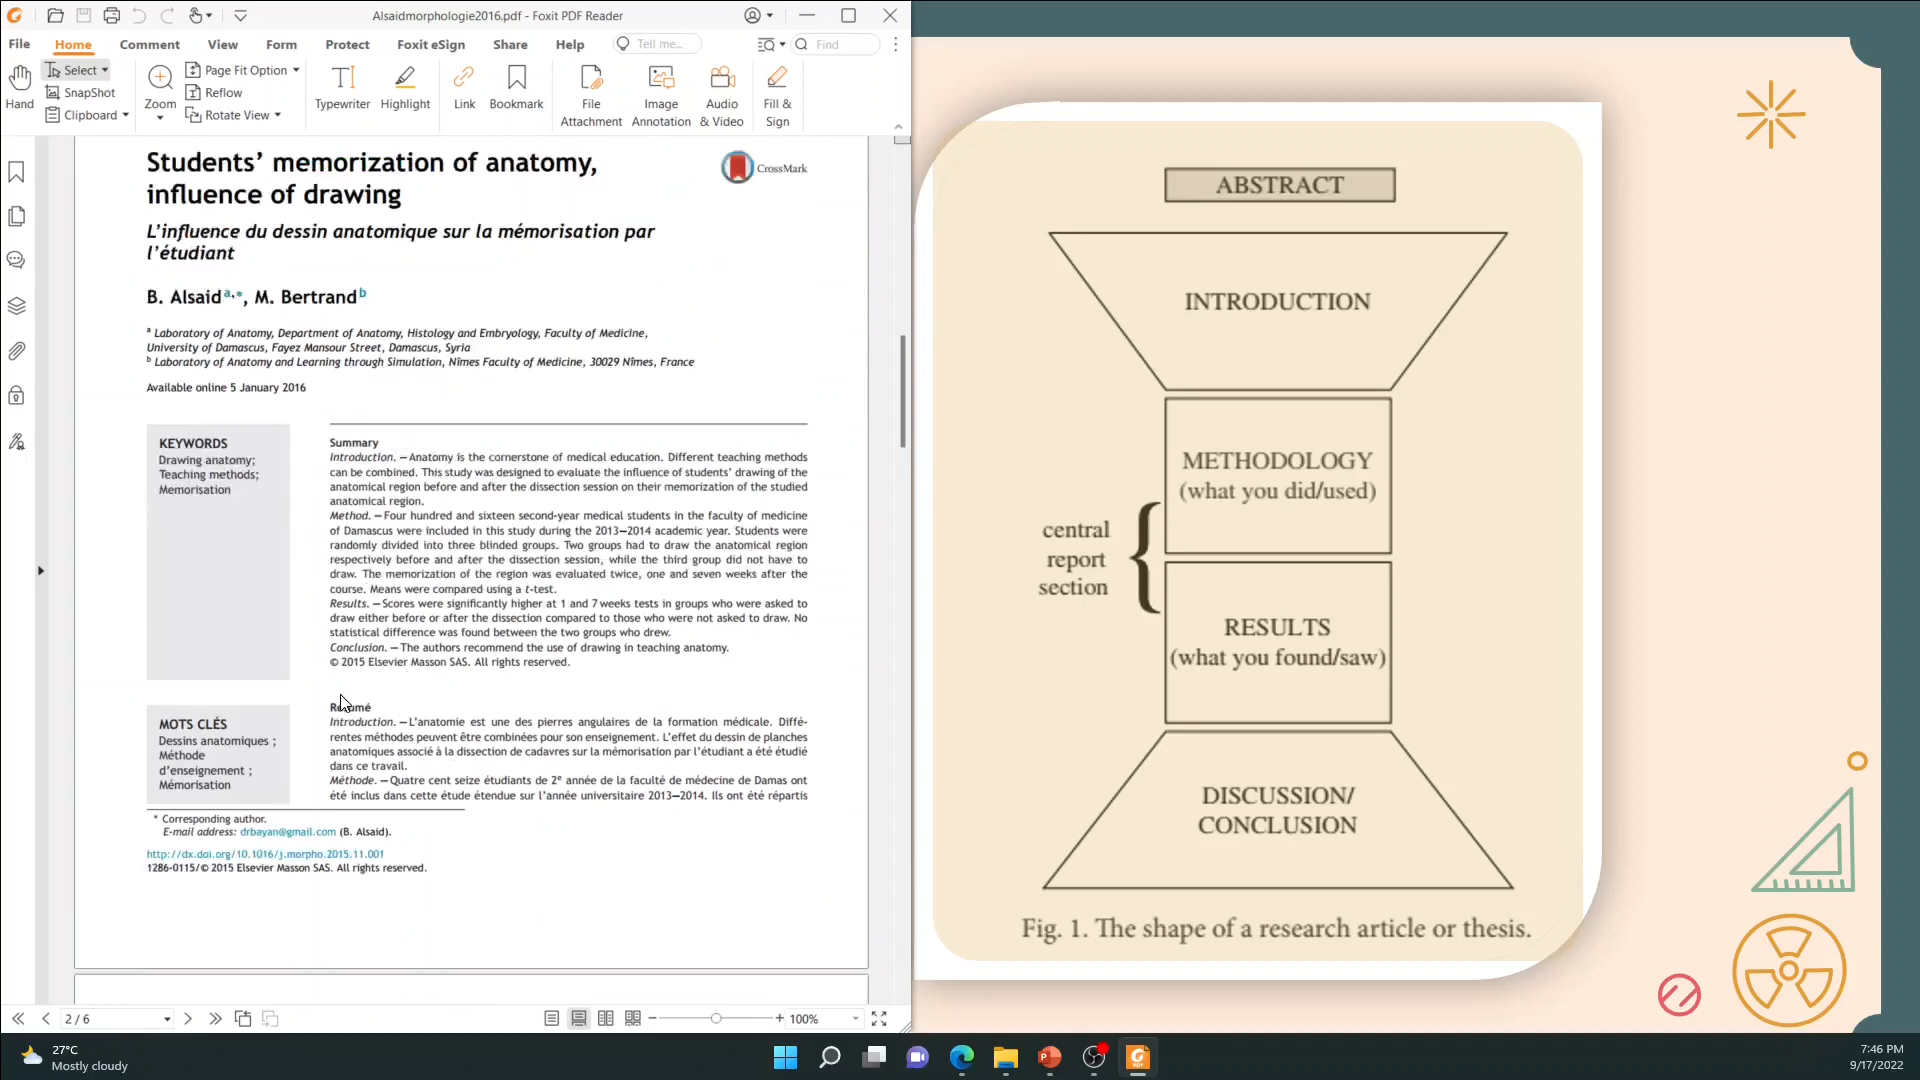 Alsaidmorphologie2016.pdf - Foxit PDF Reader
File Home Comment View Form Protect Foxit eSign Share Help Tell me... Find
Hand
Select
SnapShot
Clipboard
Zoom
Page Fit Option
Reflow
Rotate View
Typewriter
Highlight
Link
Bookmark
File
Attachment
Image
Annotation
Audio
& Video
Fill &
Sign
Students’ memorization of anatomy,
influence of drawing
CrossMark
L’influence du dessin anatomique sur la mémorisation par
l’étudiant
B. Alsaid a,*, M. Bertrand b
a Laboratory of Anatomy, Department of Anatomy, Histology and Embryology, Faculty of Medicine,
University of Damascus, Fayez Mansour Street, Damascus, Syria
b Laboratory of Anatomy and Learning through Simulation, Nîmes Faculty of Medicine, 30029 Nîmes, France
Available online 5 January 2016
KEYWORDS
Drawing anatomy;
Teaching methods;
Memorisation
Summary
Introduction. — Anatomy is the cornerstone of medical education. Different teaching methods
can be combined. This study was designed to evaluate the influence of students’ drawing of the
anatomical region before and after the dissection session on their memorization of the studied
anatomical region.
Method. — Four hundred and sixteen second-year medical students in the faculty of medicine
of Damascus were included in this study during the 2013—2014 academic year. Students were
randomly divided into three blinded groups. Two groups had to draw the anatomical region
respectively before and after the dissection session, while the third group did not have to
draw. The memorization of the region was evaluated twice, one and seven weeks after the
course. Means were compared using a t-test.
Results. — Scores were significantly higher at 1 and 7 weeks tests in groups who were asked to
draw either before or after the dissection compared to those who were not asked to draw. No
statistical difference was found between the two groups who drew.
Conclusion. — The authors recommend the use of drawing in teaching anatomy.
© 2015 Elsevier Masson SAS. All rights reserved.
MOTS CLÉS
Dessins anatomiques ;
Méthode
d’enseignement ;
Mémorisation
Résumé
Introduction. — L’anatomie est une des pierres angulaires de la formation médicale. Diffé-
rentes méthodes peuvent être combinées pour son enseignement. L’effet du dessin de planches
anatomiques associé à la dissection de cadavres sur la mémorisation par l’étudiant a été étudié
dans ce travail.
Méthode. — Quatre cent seize étudiants de 2e année de la faculté de médecine de Damas ont
été inclus dans cette étude étendue sur l’année universitaire 2013—2014. Ils ont été répartis
* Corresponding author.
E-mail address: drbayan@gmail.com (B. Alsaid).
http://dx.doi.org/10.1016/j.morpho.2015.11.001
1286-0115/© 2015 Elsevier Masson SAS. All rights reserved.
2 / 6
100%
ABSTRACT
INTRODUCTION
METHODOLOGY
(what you did/used)
central
report
section
RESULTS
(what you found/saw)
DISCUSSION/
CONCLUSION
Fig. 1. The shape of a research article or thesis.
27°C
Mostly cloudy
7:46 PM
9/17/2022